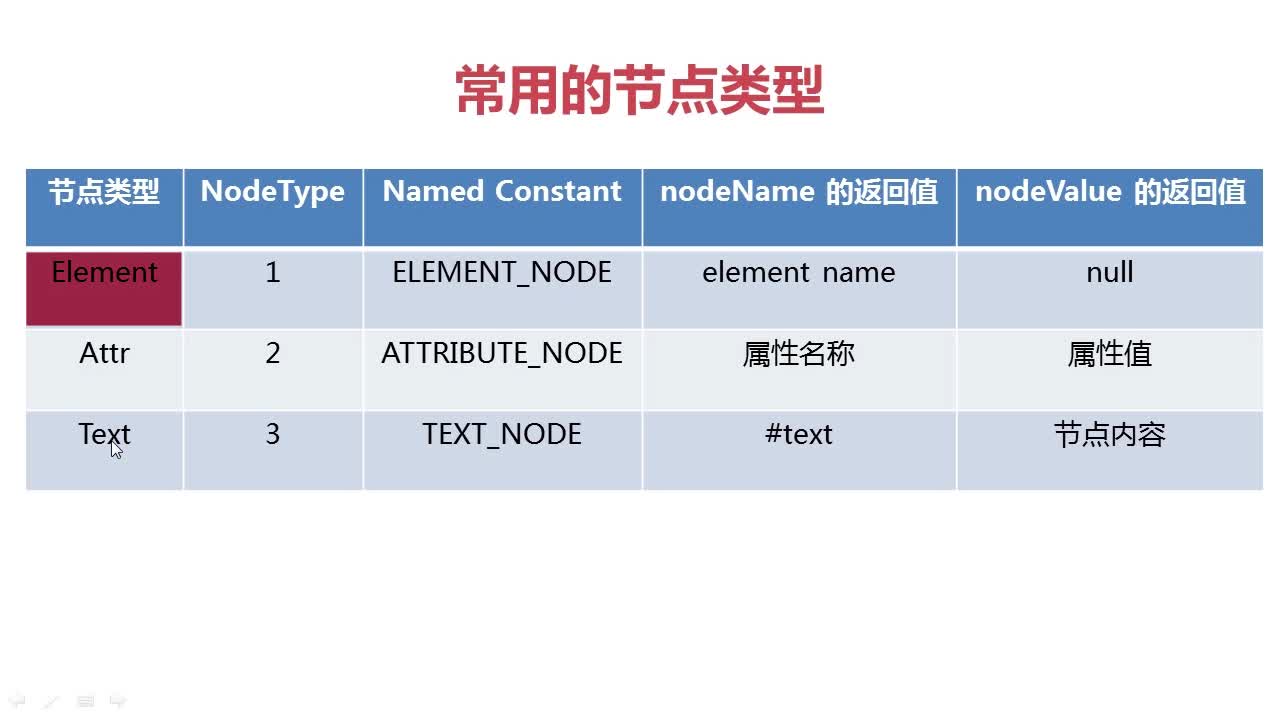 常用的节点类型
节点类型 NodeType Named Constant nodeName 的返回值 nodeValue 的返回值
Element 1 ELEMENT_NODE element name null
Attr 2 ATTRIBUTE_NODE 属性名称 属性值
Text 3 TEXT_NODE #text 节点内容